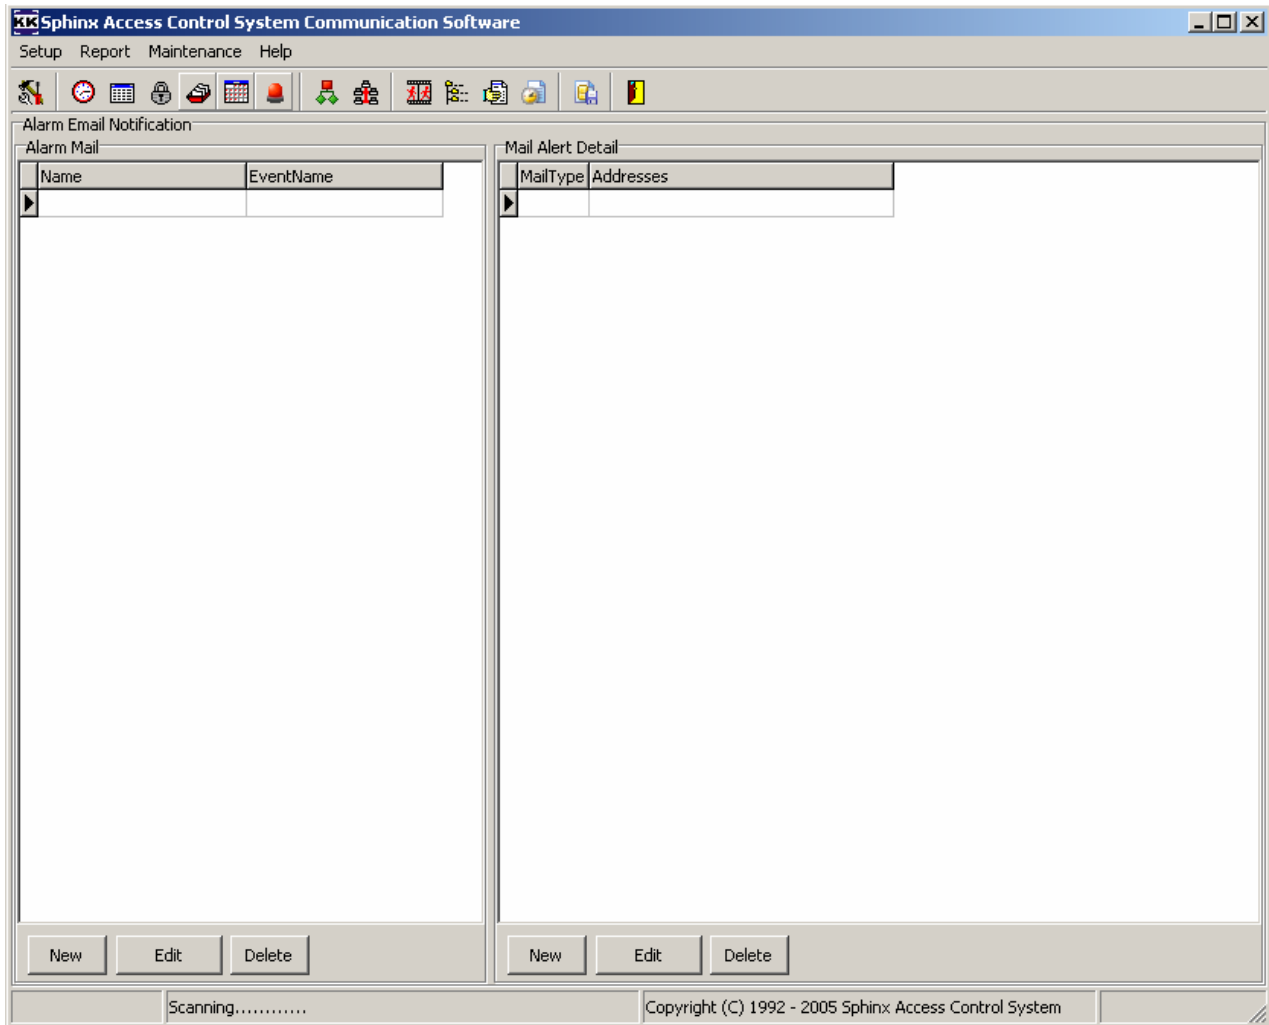 KK Sphinx Access Control System Communication Software
Setup Report Maintenance Help
Alarm Email Notification
Alarm Mail
Mail Alert Detail
Name EventName
MailType Addresses
New Edit Delete
New Edit Delete
Scanning............
Copyright (C) 1992 - 2005 Sphinx Access Control System